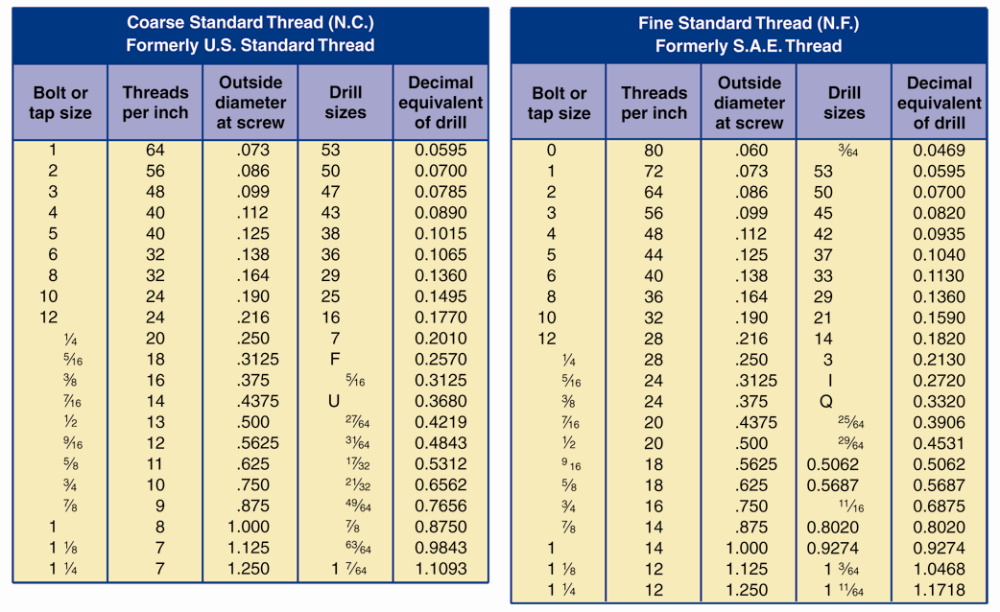 Coarse Standard Thread (N.C.)
Formerly U.S. Standard Thread
Bolt or tap size | Threads per inch | Outside diameter at screw | Drill sizes | Decimal equivalent of drill
1 64 .073 53 0.0595
2 56 .086 50 0.0700
3 48 .099 47 0.0785
4 40 .112 43 0.0890
5 40 .125 38 0.1015
6 32 .138 36 0.1065
8 32 .164 29 0.1360
10 24 .190 25 0.1495
12 24 .216 16 0.1770
1/4 20 .250 7 0.2010
5/16 18 .3125 F 0.2570
3/8 16 .375 5/16 0.3125
7/16 14 .4375 U 0.3680
1/2 13 .500 27/64 0.4219
9/16 12 .5625 31/64 0.4843
5/8 11 .625 17/32 0.5312
3/4 10 .750 21/32 0.6562
7/8 9 .875 49/64 0.7656
1 8 1.000 7/8 0.8750
1 1/8 7 1.125 63/64 0.9843
1 1/4 7 1.250 1 7/64 1.1093
Fine Standard Thread (N.F.)
Formerly S.A.E. Thread
Bolt or tap size | Threads per inch | Outside diameter at screw | Drill sizes | Decimal equivalent of drill
0 80 .060 3/64 0.0469
1 72 .073 53 0.0595
2 64 .086 50 0.0700
3 56 .099 45 0.0820
4 48 .112 42 0.0935
5 44 .125 37 0.1040
6 40 .138 33 0.1130
8 36 .164 29 0.1360
10 32 .190 21 0.1590
12 28 .216 14 0.1820
1/4 28 .250 3 0.2130
5/16 24 .3125 I 0.2720
3/8 24 .375 Q 0.3320
7/16 20 .4375 25/64 0.3906
1/2 20 .500 29/64 0.4531
9 16 18 .5625 0.5062 0.5062
5/8 18 .625 0.5687 0.5687
3/4 16 .750 11/16 0.6875
7/8 14 .875 0.8020 0.8020
1 14 1.000 0.9274 0.9274
1 1/8 12 1.125 1 3/64 1.0468
1 1/4 12 1.250 1 11/64 1.1718